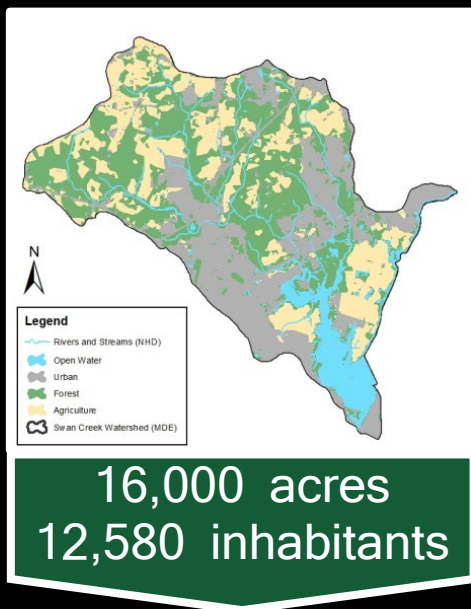 N
Legend
Rivers and Streams (NHD)
Open Water
Urban
Forest
Agriculture
Swan Creek Watershed (MDE)
16,000 acres
12,580 inhabitants